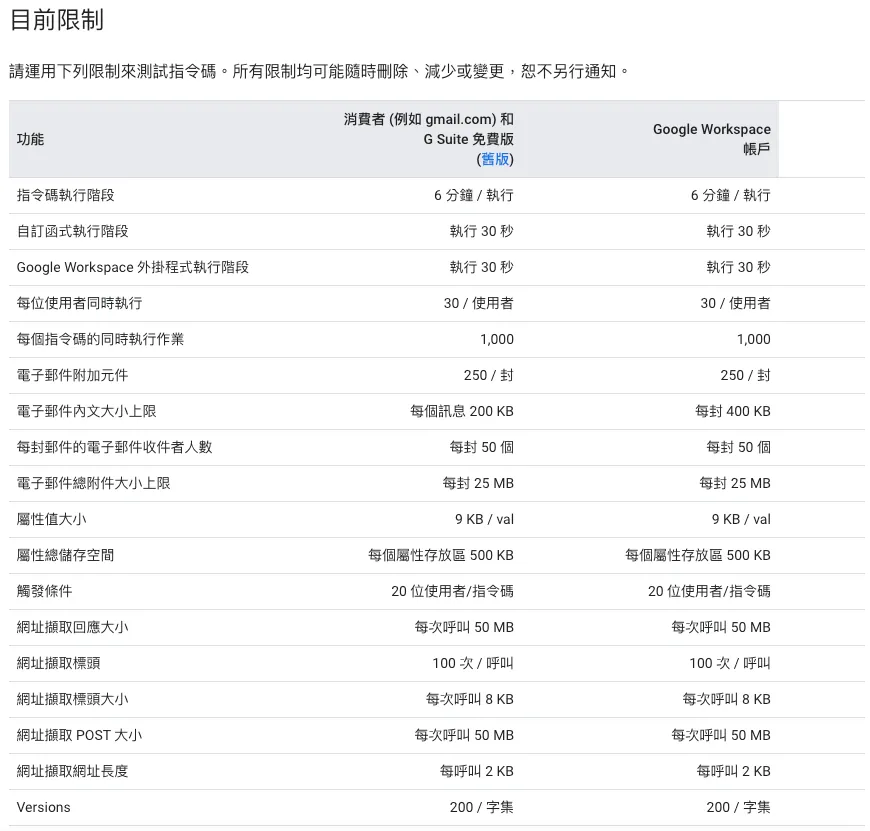 目前限制
請運用下列限制來測試指令碼。所有限制均可能隨時刪除、減少或變更，恕不另行通知。
功能 消費者 (例如 gmail.com) 和 G Suite 免費版 (舊版) Google Workspace 帳戶
指令碼執行階段 6 分鐘 / 執行 6 分鐘 / 執行
自訂函式執行階段 執行 30 秒 執行 30 秒
Google Workspace 外掛程式執行階段 執行 30 秒 執行 30 秒
每位使用者同時執行 30 / 使用者 30 / 使用者
每個指令碼的同時執行作業 1,000 1,000
電子郵件附加元件 250 / 封 250 / 封
電子郵件內文大小上限 每個訊息 200 KB 每封 400 KB
每封郵件的電子郵件收件者人數 每封 50 個 每封 50 個
電子郵件總附件大小上限 每封 25 MB 每封 25 MB
屬性值大小 9 KB / val 9 KB / val
屬性總儲存空間 每個屬性存放區 500 KB 每個屬性存放區 500 KB
觸發條件 20 位使用者/指令碼 20 位使用者/指令碼
網址擷取回應大小 每次呼叫 50 MB 每次呼叫 50 MB
網址擷取標頭 100 次 / 呼叫 100 次 / 呼叫
網址擷取標頭大小 每次呼叫 8 KB 每次呼叫 8 KB
網址擷取 POST 大小 每次呼叫 50 MB 每次呼叫 50 MB
網址擷取網址長度 每呼叫 2 KB 每呼叫 2 KB
Versions 200 / 字集 200 / 字集